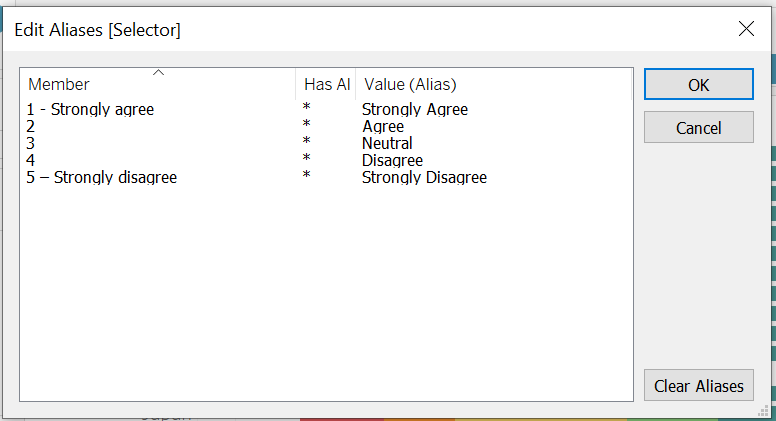 Edit Aliases [Selector]
Member Has Al Value (Alias)
1 - Strongly agree * Strongly Agree
2 * Agree
3 * Neutral
4 * Disagree
5 – Strongly disagree * Strongly Disagree
OK
Cancel
Clear Aliases